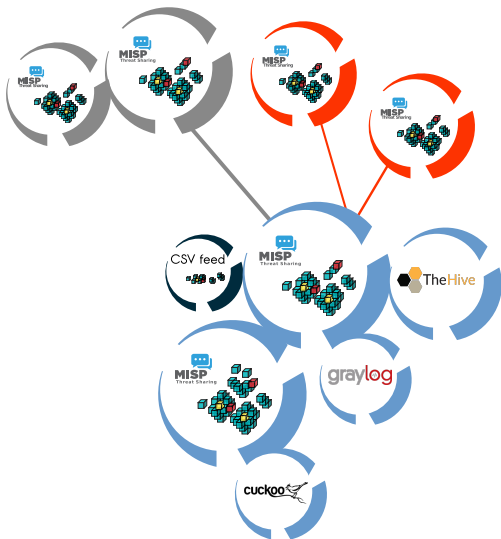 MISP
Threat Sharing
MISP
Threat Sharing
MISP
Threat Sharing
MISP
Threat Sharing
CSV feed
MISP
Threat Sharing
TheHive
MISP
Threat Sharing
graylog
cuckoo